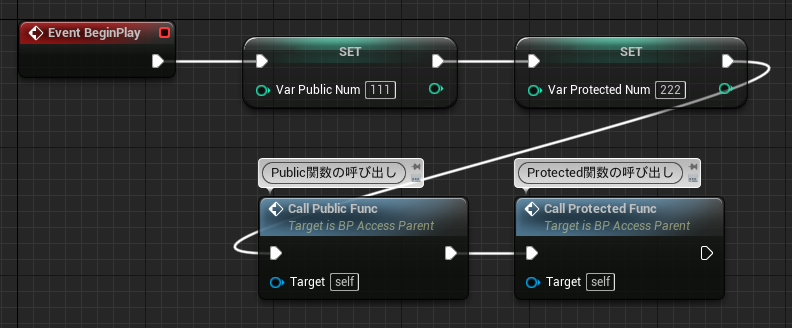 Event BeginPlay
SET
Var Public Num 111
SET
Var Protected Num 222
Public関数の呼び出し
Call Public Func
Target is BP Access Parent
Target self
Protected関数の呼び出し
Call Protected Func
Target is BP Access Parent
Target self